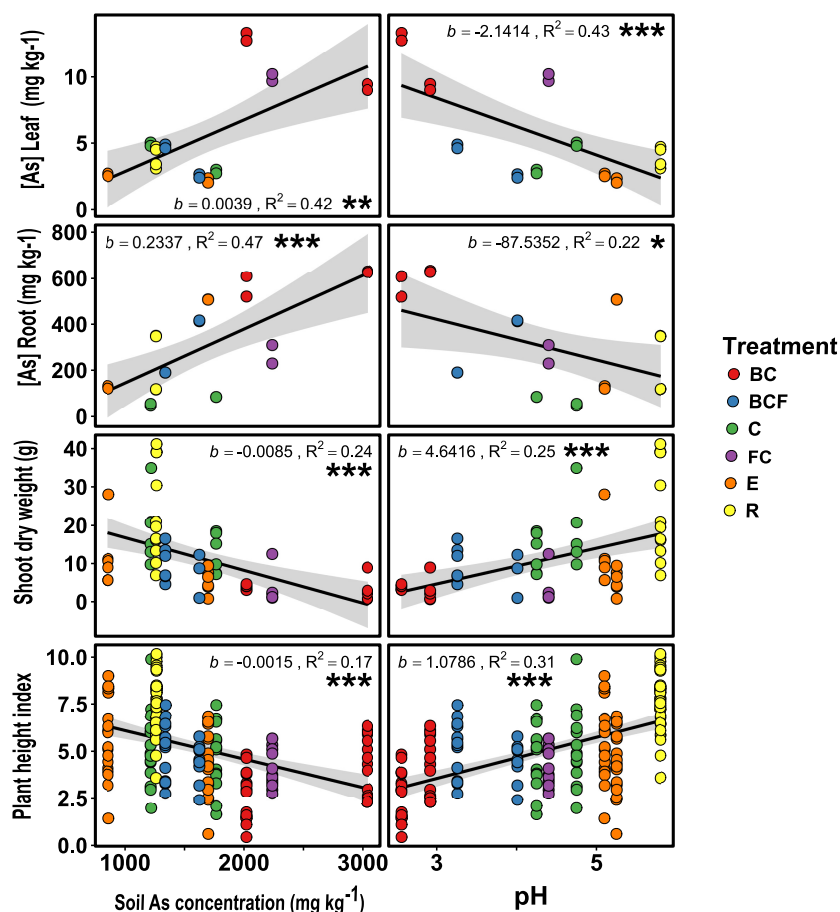 [As] Leaf (mg kg-1)
10
5
0
b = 0.0039 , R² = 0.42 **
b = -2.1414 , R² = 0.43 ***
[As] Root (mg kg-1)
800
600
400
200
0
b = 0.2337 , R² = 0.47 ***
b = -87.5352 , R² = 0.22 *
Shoot dry weight (g)
40
30
20
10
0
b = -0.0085 , R² = 0.24
***
b = 4.6416 , R² = 0.25 ***
Plant height index
10.0
7.5
5.0
2.5
0.0
b = -0.0015 , R² = 0.17
***
b = 1.0786 , R² = 0.31
***
1000 2000 3000
Soil As concentration (mg kg⁻¹)
3 5
pH
Treatment
BC
BCF
C
FC
E
R